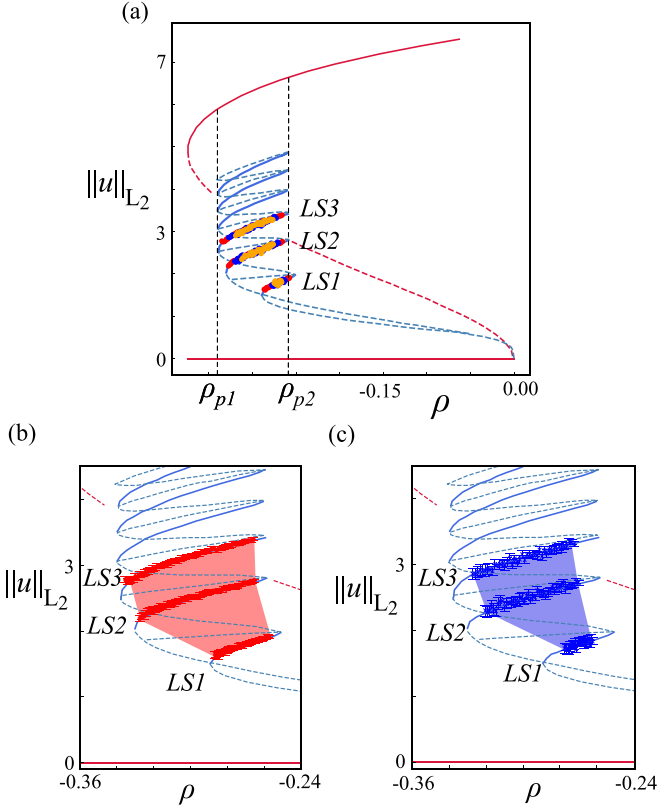 (a)
7
||u||L2
3
0
LS3
LS2
LS1
ρp1
ρp2
-0.15
ρ
0.00
(b)
(c)
||u||L2
3
0
LS3
LS2
LS1
-0.36
ρ
-0.24
||u||L2
3
0
LS3
LS2
LS1
-0.36
ρ
-0.24